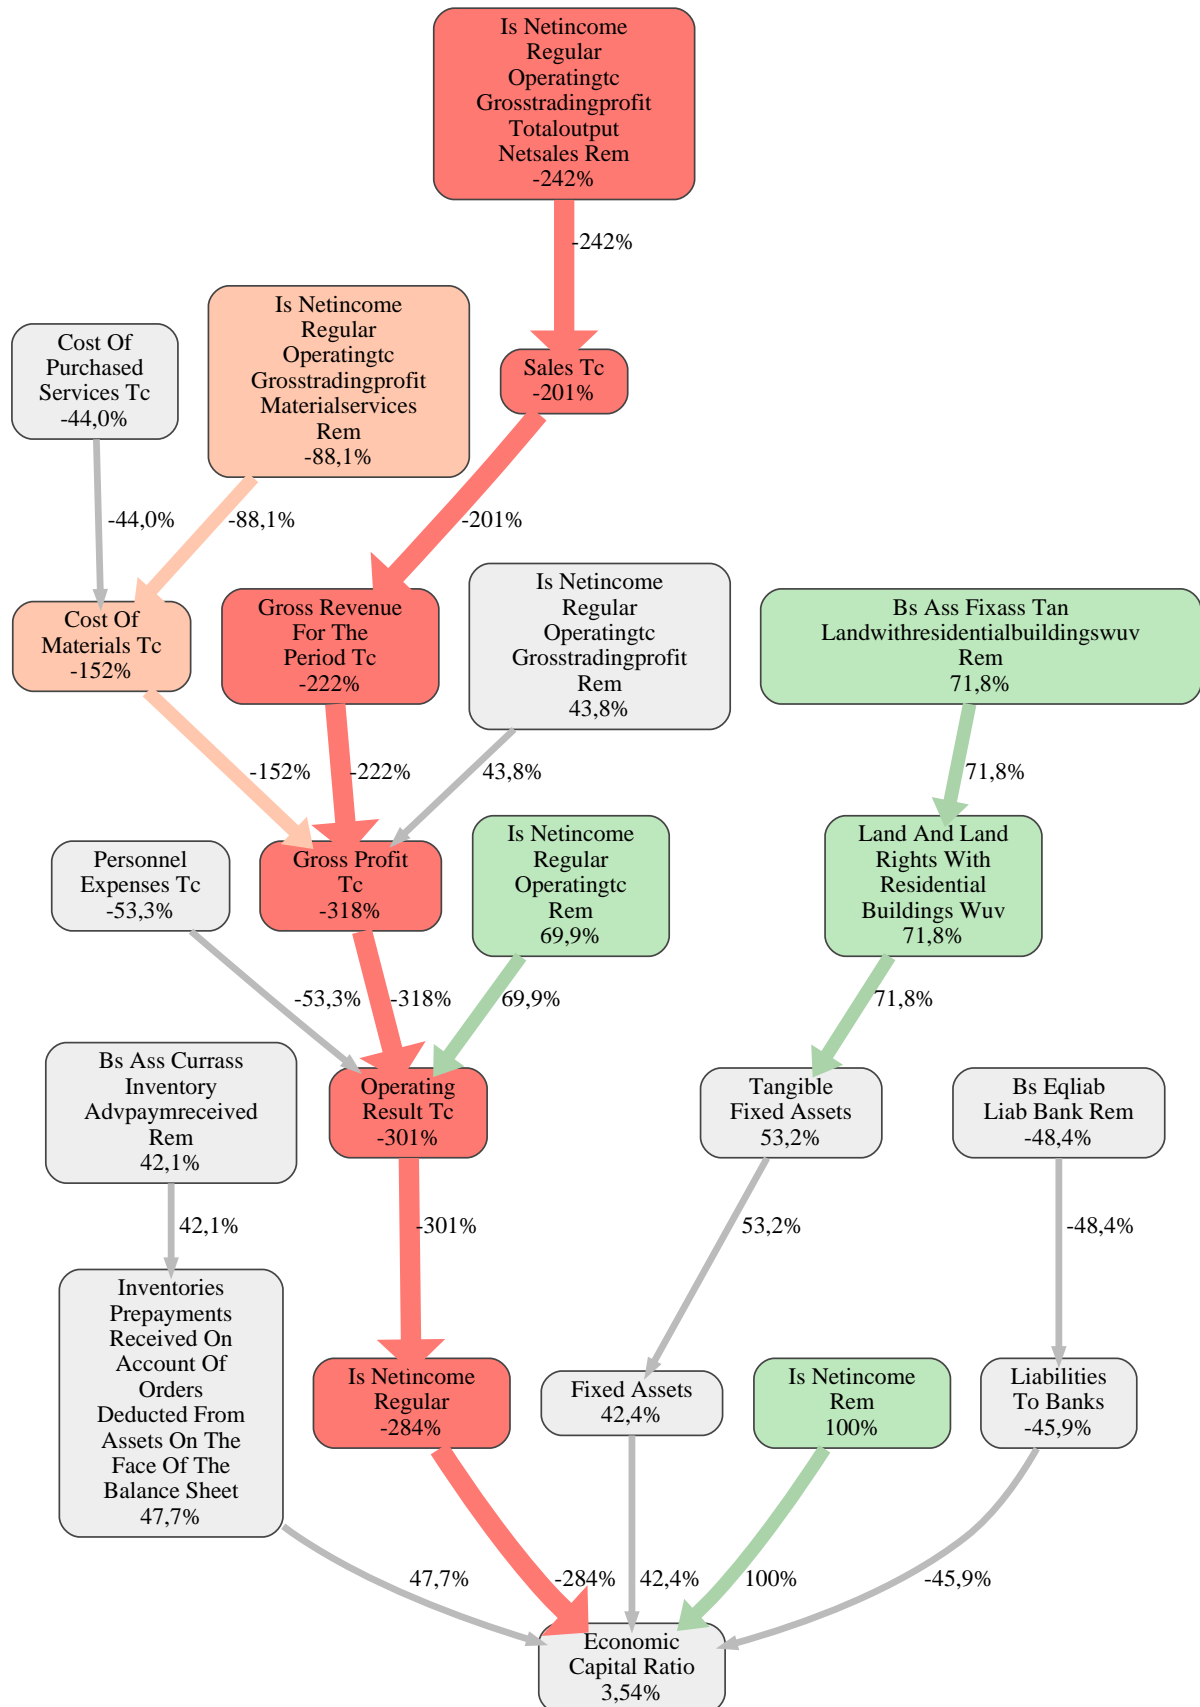 Is Netincome
Regular
Operatingtc
Grosstradingprofit
Totaloutput
Netsales Rem
-242%
-242%
Cost Of
Purchased
Services Tc
-44,0%
Is Netincome
Regular
Operatingtc
Grosstradingprofit
Materialservices
Rem
-88,1%
Sales Tc
-201%
-44,0%
-88,1%
-201%
Cost Of
Materials Tc
-152%
Gross Revenue
For The
Period Tc
-222%
Is Netincome
Regular
Operatingtc
Grosstradingprofit
Rem
43,8%
Bs Ass Fixass Tan
Landwithresidentialbuildingswuv
Rem
71,8%
-152%
-222%
43,8%
71,8%
Personnel
Expenses Tc
-53,3%
Gross Profit
Tc
-318%
Is Netincome
Regular
Operatingtc
Rem
69,9%
Land And Land
Rights With
Residential
Buildings Wuv
71,8%
-53,3%
-318%
69,9%
71,8%
Bs Ass Currass
Inventory
Advpaymreceived
Rem
42,1%
Operating
Result Tc
-301%
Tangible
Fixed Assets
53,2%
Bs Eqliab
Liab Bank Rem
-48,4%
42,1%
-301%
53,2%
-48,4%
Inventories
Prepayments
Received On
Account Of
Orders
Deducted From
Assets On The
Face Of The
Balance Sheet
47,7%
Is Netincome
Regular
-284%
Fixed Assets
42,4%
Is Netincome
Rem
100%
Liabilities
To Banks
-45,9%
47,7%
-284%
42,4%
100%
-45,9%
Economic
Capital Ratio
3,54%